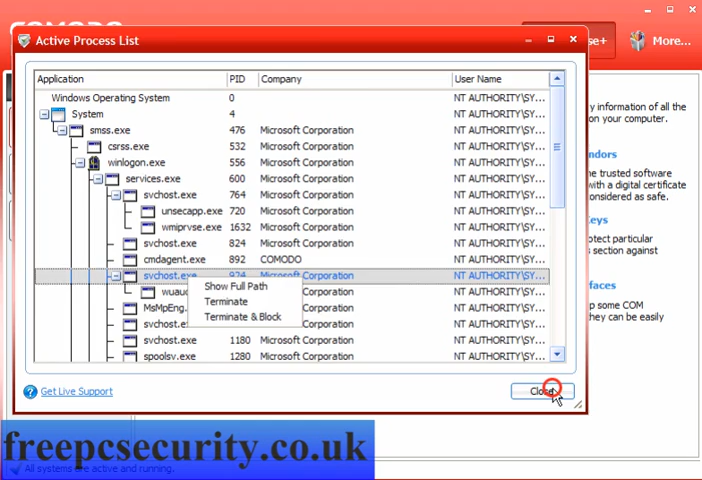 COMODO
se+
More...
Active Process List
Application PID Company User Name
Windows Operating System 0 NT AUTHORITY\SY...
System 4 NT AUTHORITY\SY...
smss.exe 476 Microsoft Corporation NT AUTHORITY\SY...
csrss.exe 532 Microsoft Corporation NT AUTHORITY\SY...
winlogon.exe 556 Microsoft Corporation NT AUTHORITY\SY...
services.exe 600 Microsoft Corporation NT AUTHORITY\SY...
svchost.exe 764 Microsoft Corporation NT AUTHORITY\SY...
unsecapp.exe 720 Microsoft Corporation NT AUTHORITY\SY...
wmiprvse.exe 1632 Microsoft Corporation NT AUTHORITY\SY...
svchost.exe 824 Microsoft Corporation NT AUTHORITY\SY...
cmdagent.exe 892 COMODO NT AUTHORITY\SY...
svchost.exe 924 Microsoft Corporation NT AUTHORITY\SY...
wuauc NT AUTHORITY\SY...
MsMpEng. NT AUTHORITY\SY...
svchost.e NT AUTHORITY\SY...
svchost.exe 1180 Microsoft Corporation NT AUTHORITY\SY...
spoolsv.exe 1280 Microsoft Corporation NT AUTHORITY\SY...
Show Full Path
Terminate
Terminate & Block
Get Live Support
Close
y information of all the
on your computer.
ndors
he trusted software
with a digital certificate
onsidered as safe.
eys
otect particular
s section against
faces
p some COM
they can be easily
freepcsecurity.co.uk
All systems are active and running.